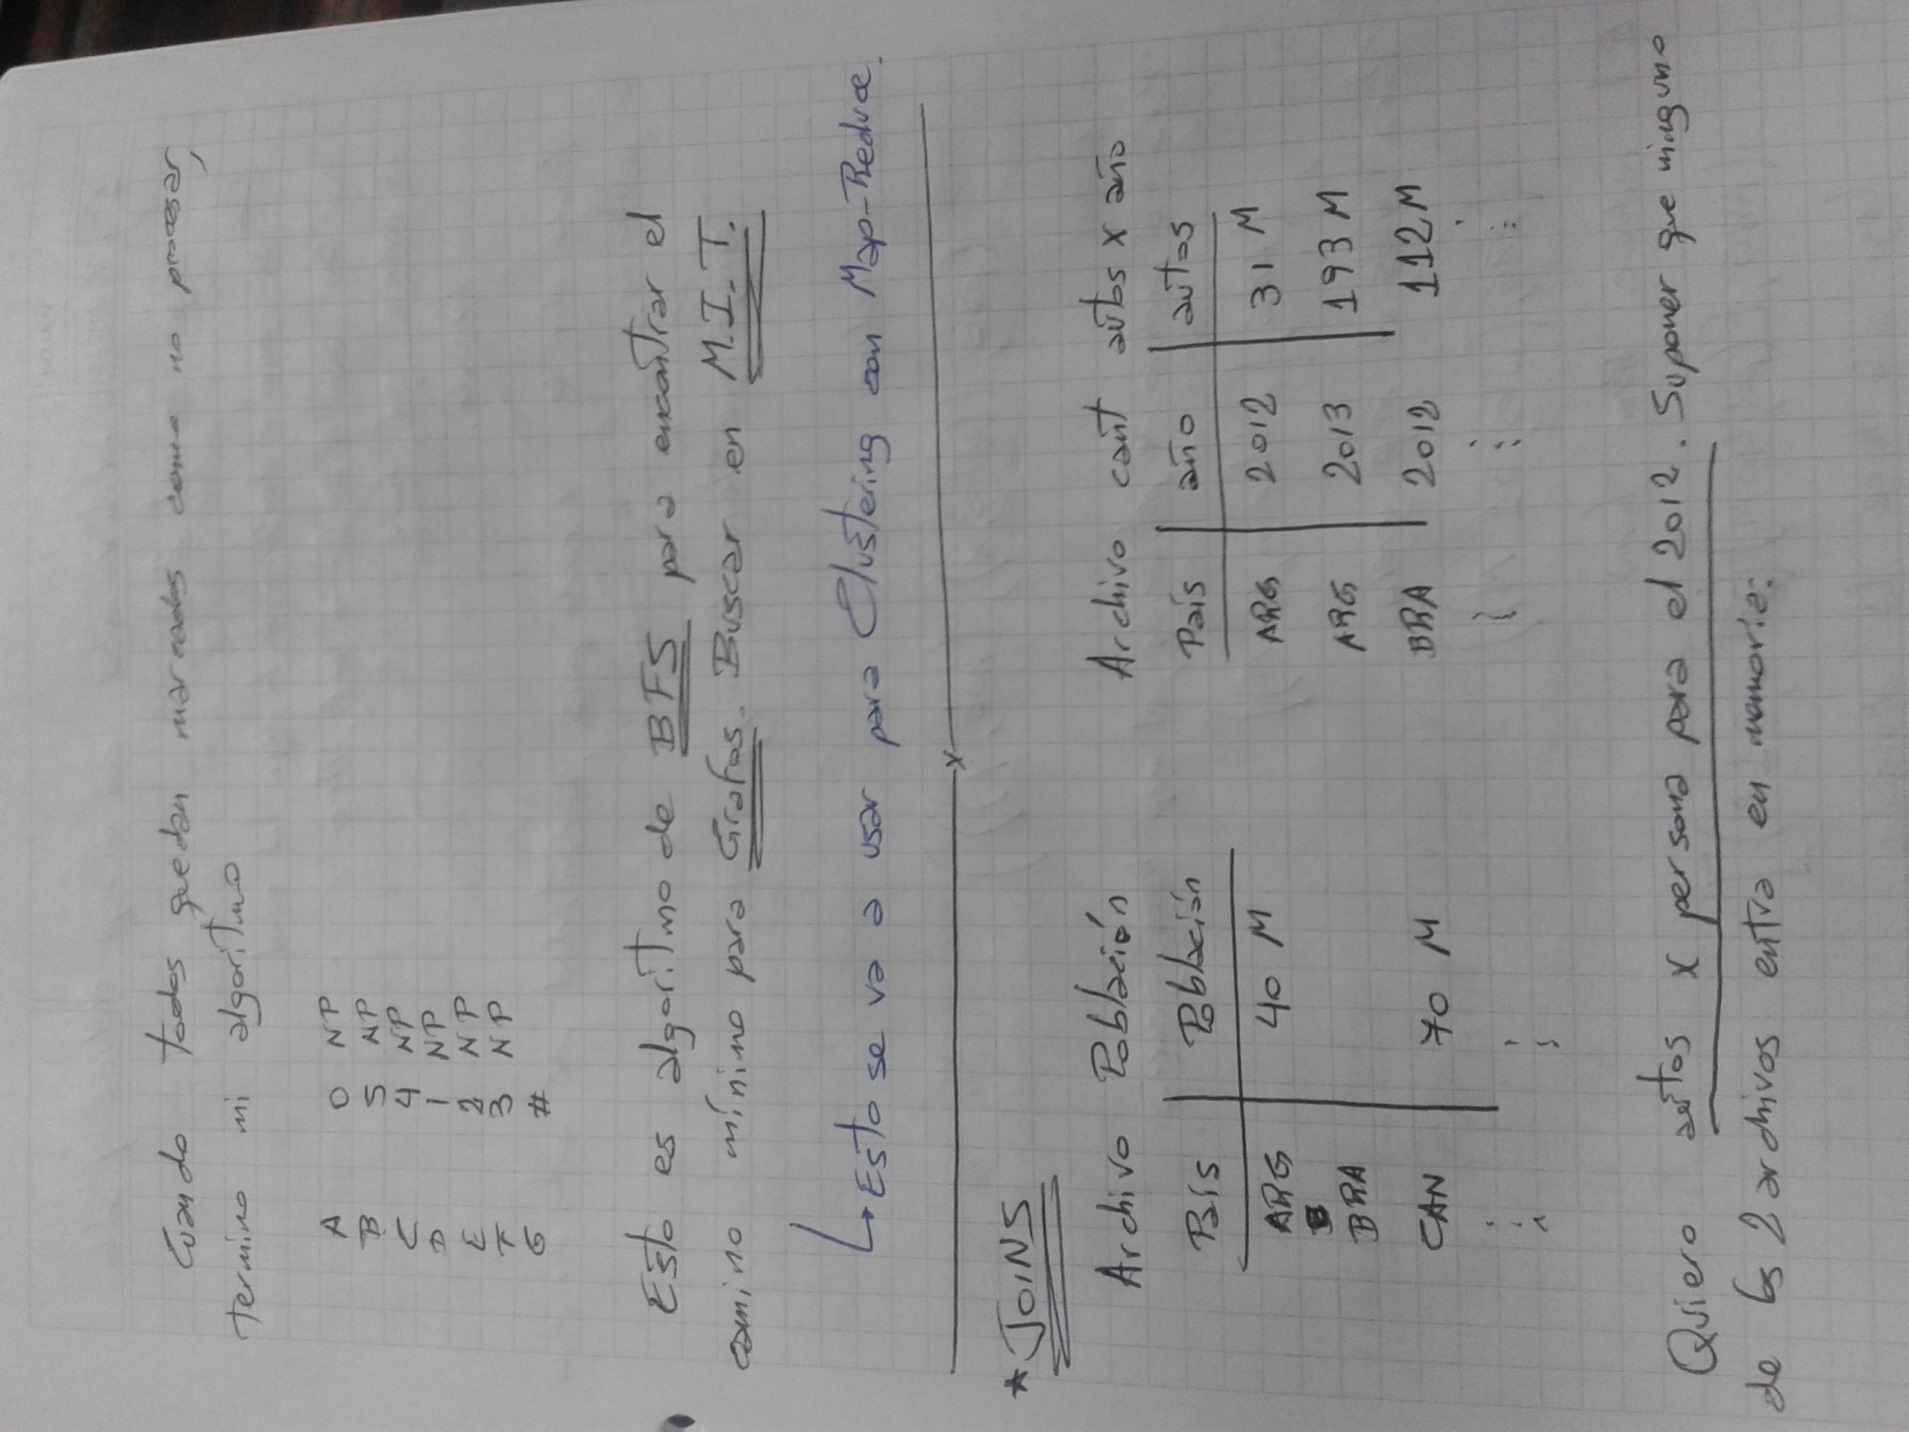 Cuando todos quedan marcados como no procesar,
termino mi algoritmo
A 0 NP
B 5 NP
C 4 NP
D 1 NP
E 2 NP
F 3 NP
G #
Esto es algoritmo de BFS para encontrar el
camino mínimo para Grafos. Buscar en M.I.T.
↳ Esto se va a usar para Clustering con Map-Reduce.
* JOINS
Archivo Población
País Población
ARG 40 M
BRA
CAN 70 M
Archivo cant autos x año
País año autos
ARG 2012 31 M
ARG 2013 193 M
BRA 2012 112 M
Quiero autos x persona para el 2012. Suponer que ninguno
de los 2 archivos entra en memoria: